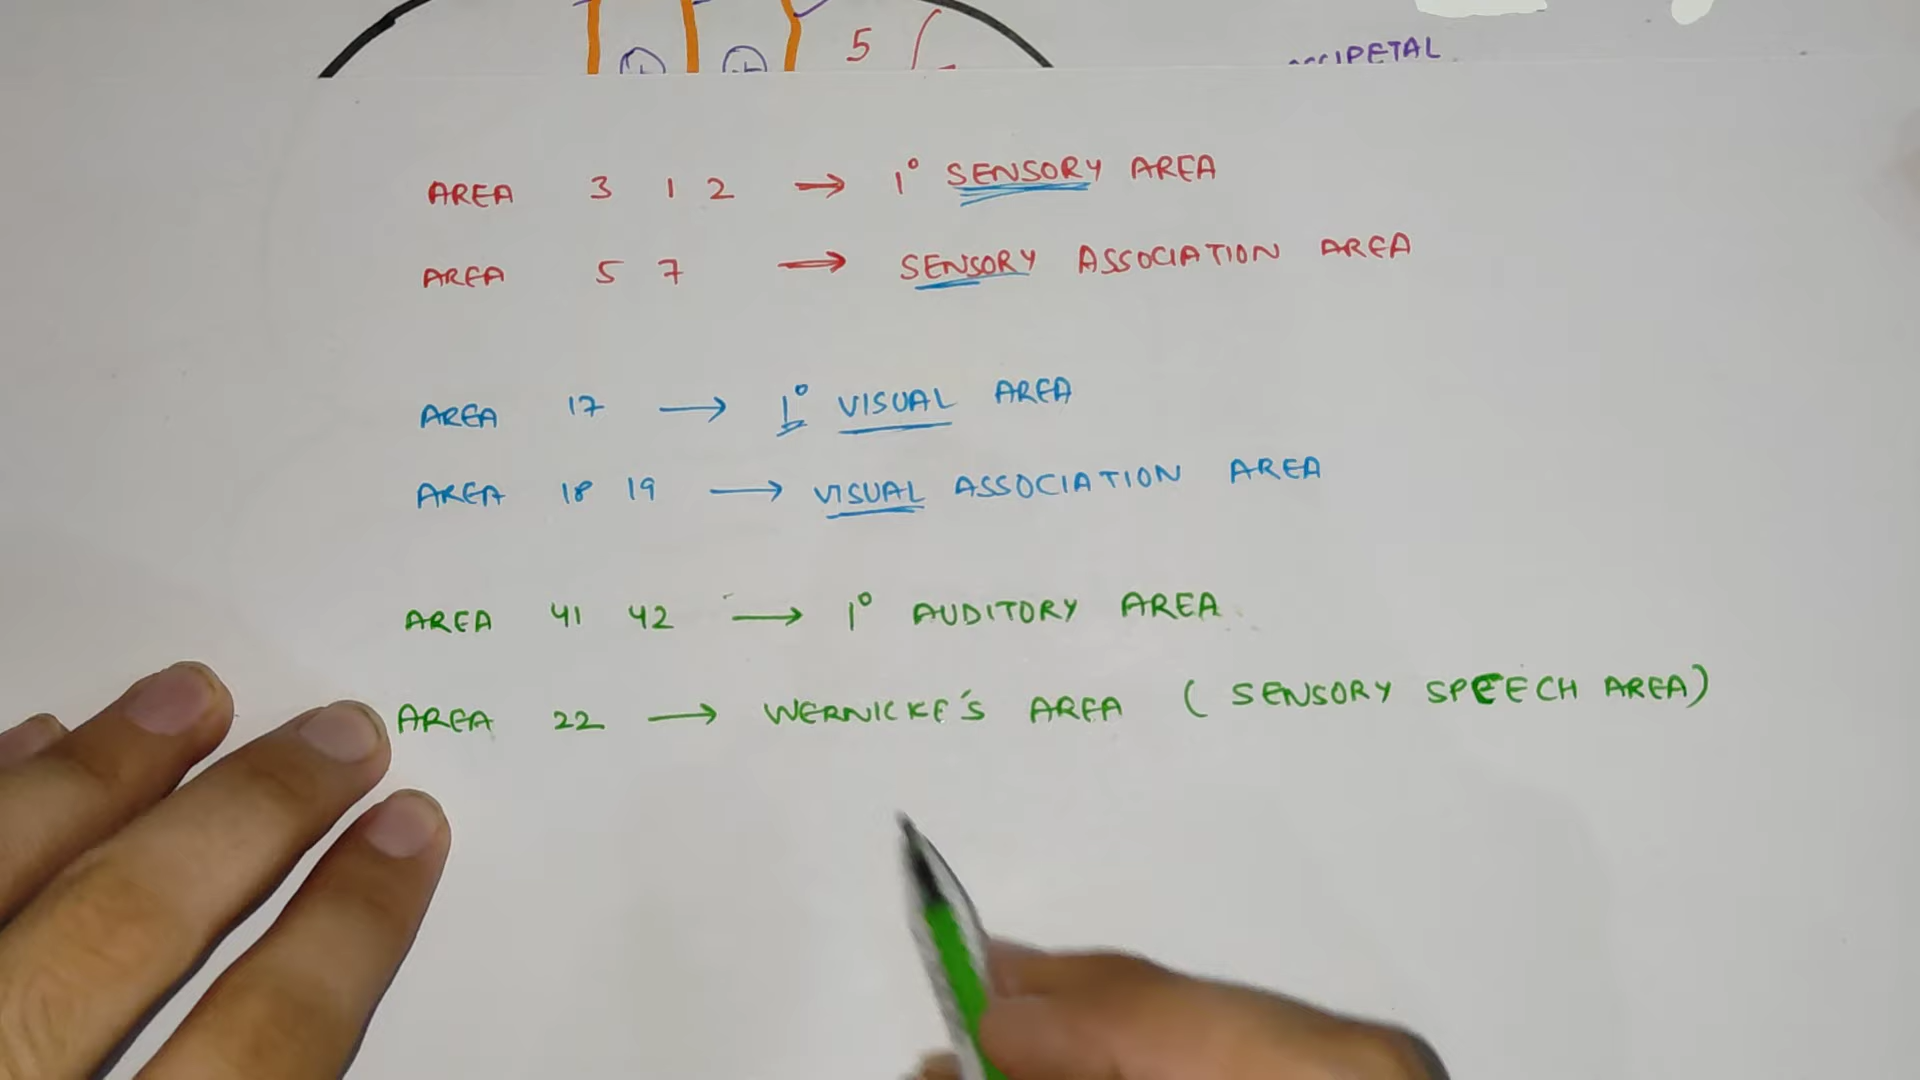 5
AREA 3 1 2 → 1° SENSORY AREA
AREA 5 7 → SENSORY ASSOCIATION AREA
AREA 17 → 1° VISUAL AREA
AREA 18 19 → VISUAL ASSOCIATION AREA
AREA 41 42 → 1° AUDITORY AREA
AREA 22 → WERNICKE'S AREA ( SENSORY SPEECH AREA)